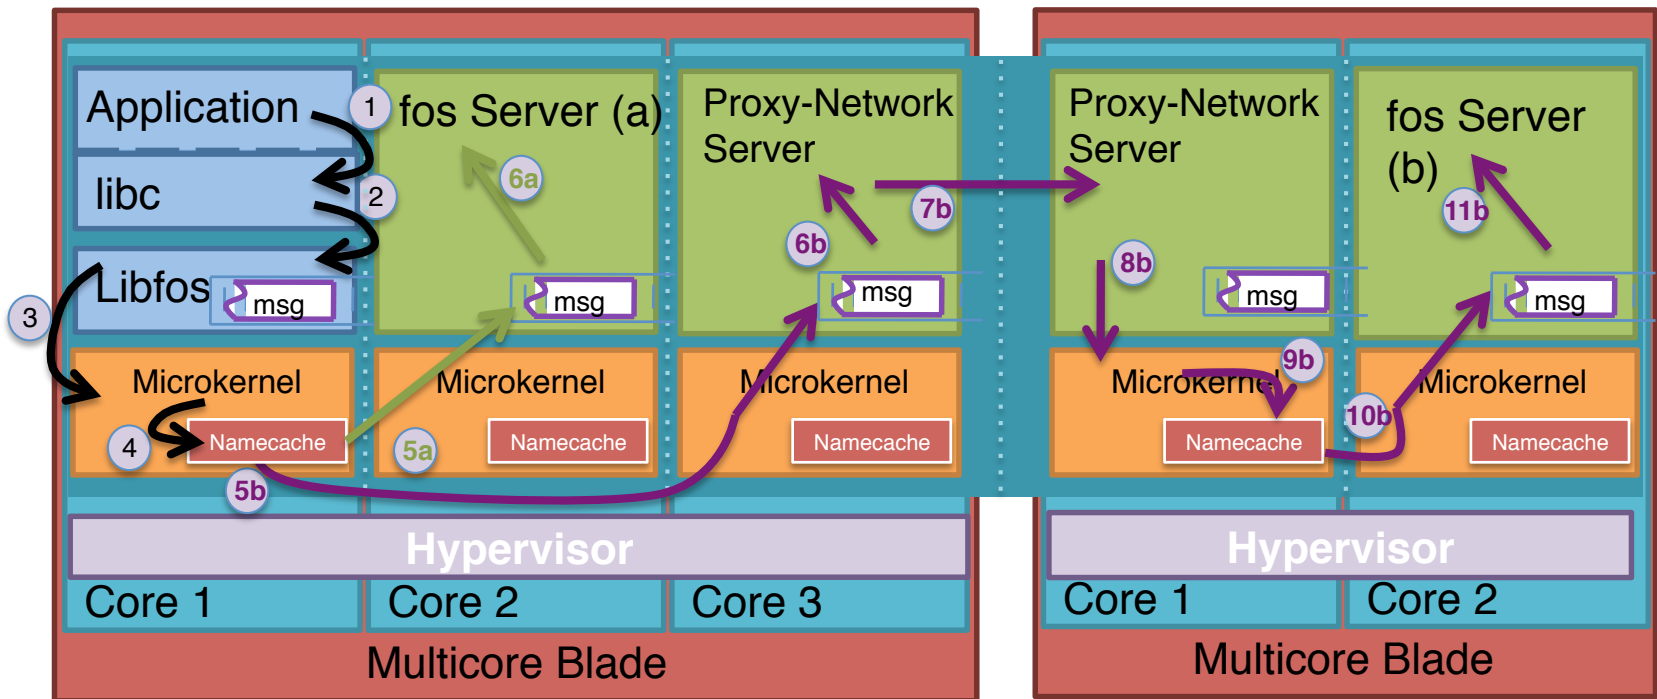 Application
1
fos Server (a)
Proxy-Network
Server
Proxy-Network
Server
fos Server
(b)
libc
2
6a
6b
7b
8b
11b
3
Libfos
msg
msg
msg
msg
msg
Microkernel
Microkernel
Microkernel
Microkernel
9b
Microkernel
4
Namecache
5a
Namecache
Namecache
Namecache
10b
Namecache
5b
Hypervisor
Hypervisor
Core 1
Core 2
Core 3
Core 1
Core 2
Multicore Blade
Multicore Blade